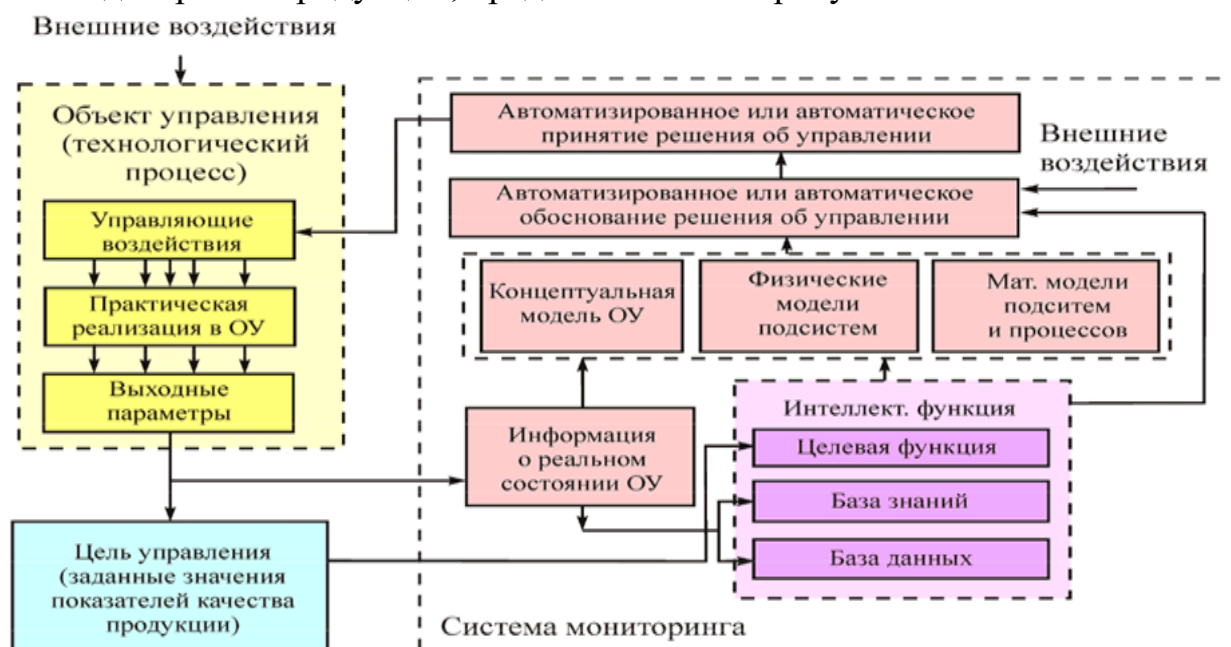 Внешние воздействия
Объект управления
(технологический
процесс)
Управляющие
воздействия
Практическая
реализация в ОУ
Выходные
параметры
Цель управления
(заданные значения
показателей качества
продукции)
Автоматизированное или автоматическое
принятие решения об управлении
Внешние
воздействия
Автоматизированное или автоматическое
обоснование решения об управлении
Концептуальная
модель ОУ
Физические
модели
подсистем
Мат. модели
подситем
и процессов
Информация
о реальном
состоянии ОУ
Интеллект. функция
Целевая функция
База знаний
База данных
Система мониторинга